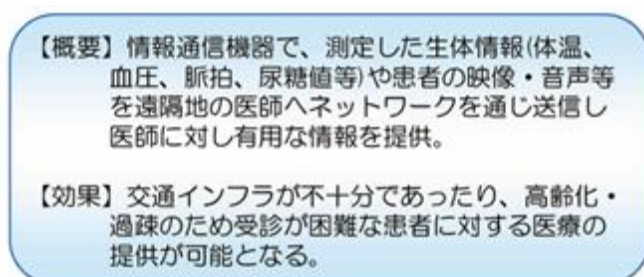 【概要】情報通信機器で、測定した生体情報(体温、
血圧、脈拍、尿糖値等)や患者の映像・音声等
を遠隔地の医師へネットワークを通じ送信し
医師に対し有用な情報を提供。
【効果】交通インフラが不十分であったり、高齢化・
過疎のため受診が困難な患者に対する医療の
提供が可能となる。